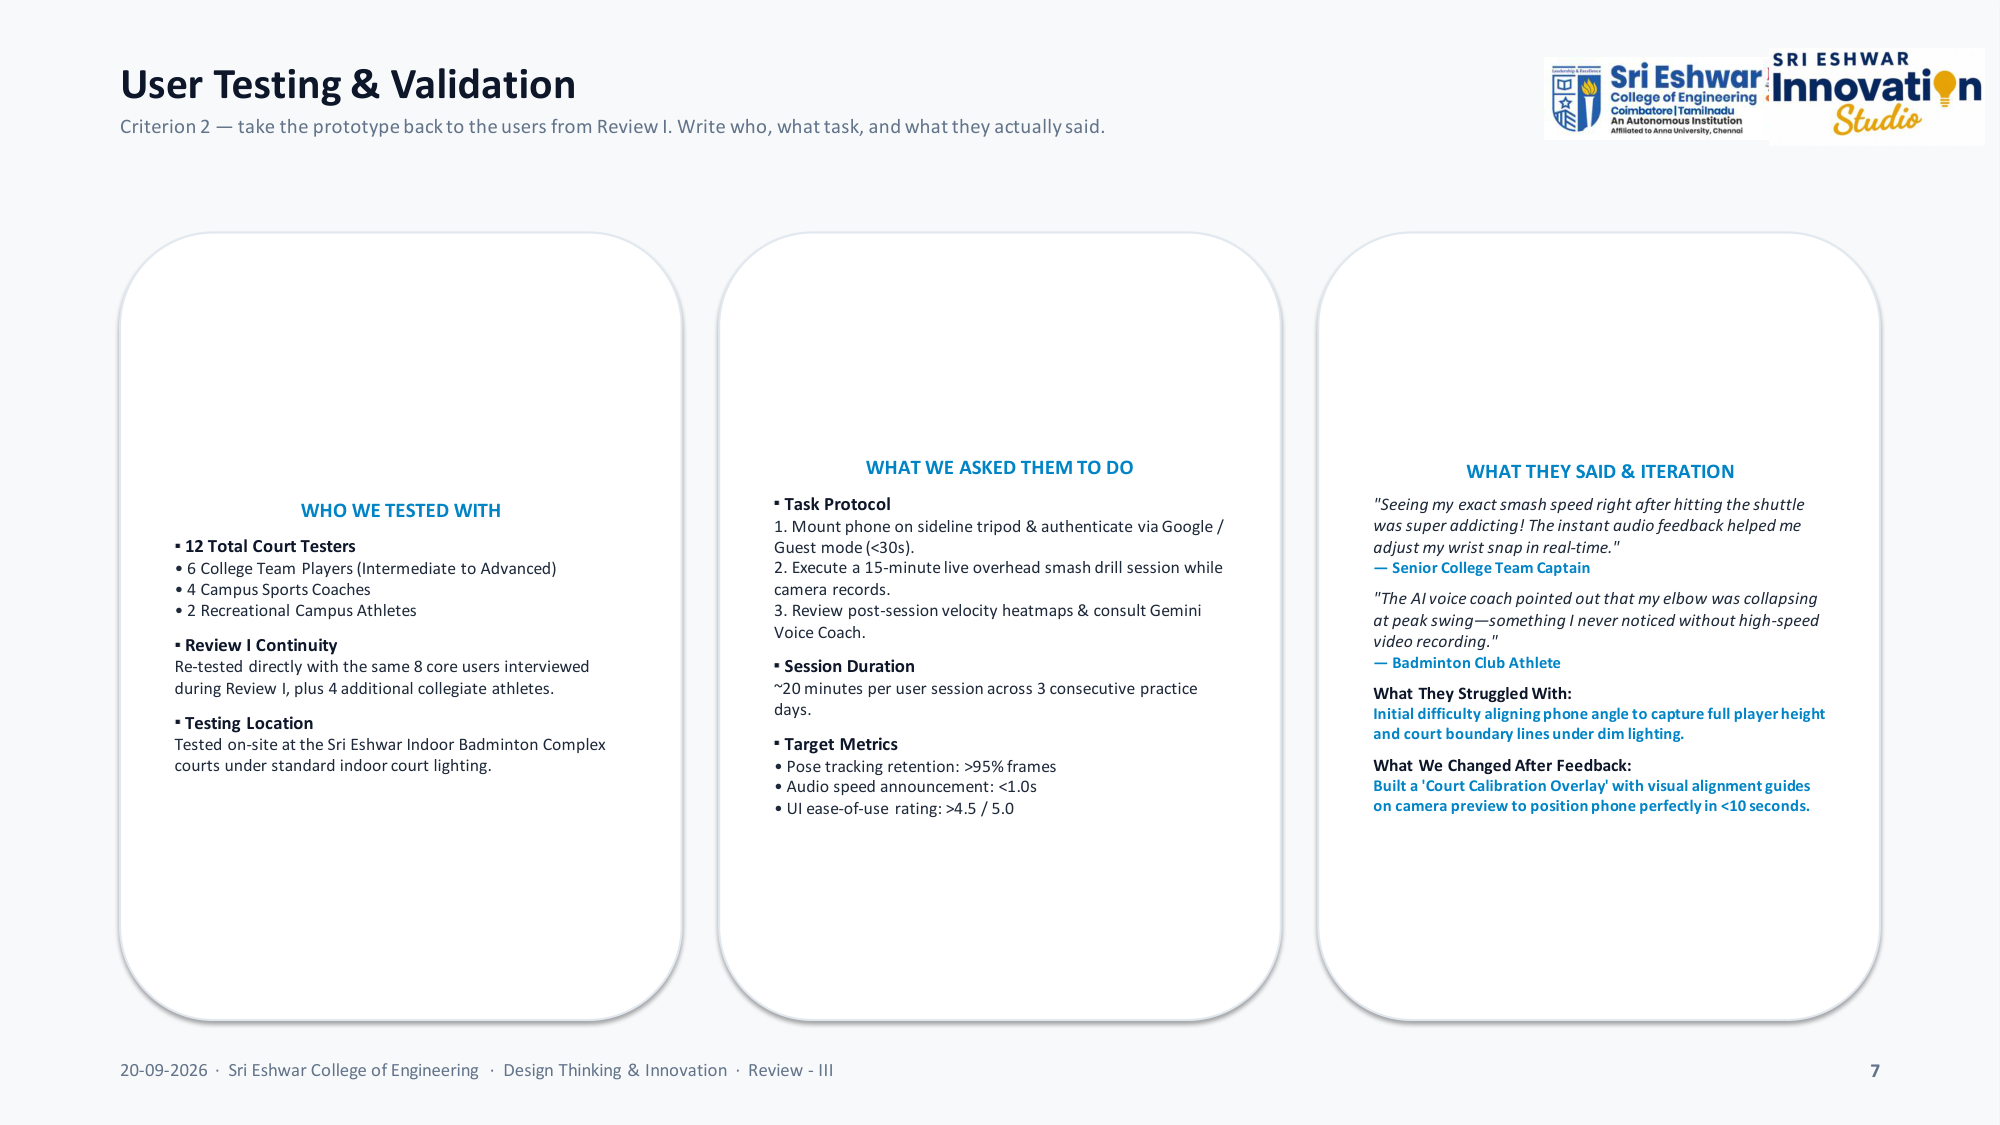 User Testing & Validation
Criterion 2 — take the prototype back to the users from Review I. Write who, what task, and what they actually said.
Leadership & Excellence
Sri Eshwar
College of Engineering
Coimbatore | Tamilnadu
An Autonomous Institution
Affiliated to Anna University, Chennai
SRI ESHWAR
Innovation
Studio
WHO WE TESTED WITH
▪ 12 Total Court Testers
• 6 College Team Players (Intermediate to Advanced)
• 4 Campus Sports Coaches
• 2 Recreational Campus Athletes
▪ Review I Continuity
Re-tested directly with the same 8 core users interviewed
during Review I, plus 4 additional collegiate athletes.
▪ Testing Location
Tested on-site at the Sri Eshwar Indoor Badminton Complex
courts under standard indoor court lighting.
WHAT WE ASKED THEM TO DO
▪ Task Protocol
1. Mount phone on sideline tripod & authenticate via Google /
Guest mode (<30s).
2. Execute a 15-minute live overhead smash drill session while
camera records.
3. Review post-session velocity heatmaps & consult Gemini
Voice Coach.
▪ Session Duration
~20 minutes per user session across 3 consecutive practice
days.
▪ Target Metrics
• Pose tracking retention: >95% frames
• Audio speed announcement: <1.0s
• UI ease-of-use rating: >4.5 / 5.0
WHAT THEY SAID & ITERATION
"Seeing my exact smash speed right after hitting the shuttle
was super addicting! The instant audio feedback helped me
adjust my wrist snap in real-time."
— Senior College Team Captain
"The AI voice coach pointed out that my elbow was collapsing
at peak swing—something I never noticed without high-speed
video recording."
— Badminton Club Athlete
What They Struggled With:
Initial difficulty aligning phone angle to capture full player height
and court boundary lines under dim lighting.
What We Changed After Feedback:
Built a 'Court Calibration Overlay' with visual alignment guides
on camera preview to position phone perfectly in <10 seconds.
20-09-2026 · Sri Eshwar College of Engineering · Design Thinking & Innovation · Review - III
7